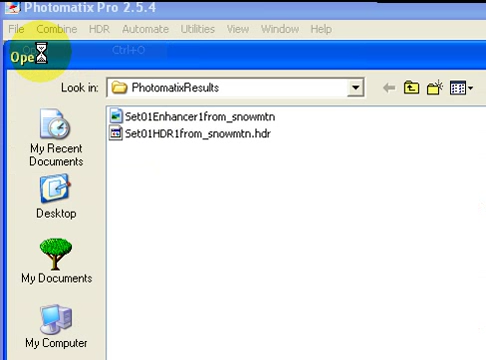 Photomatix Pro 2.5.4
File Combine HDR Automate Utilities View Window Help
Ope
Ctrl+O
Look in: PhotomatixResults
Set01Enhancer1from_snowmtn
Set01HDR1from_snowmtn.hdr
My Recent
Documents
Desktop
My Documents
My Computer